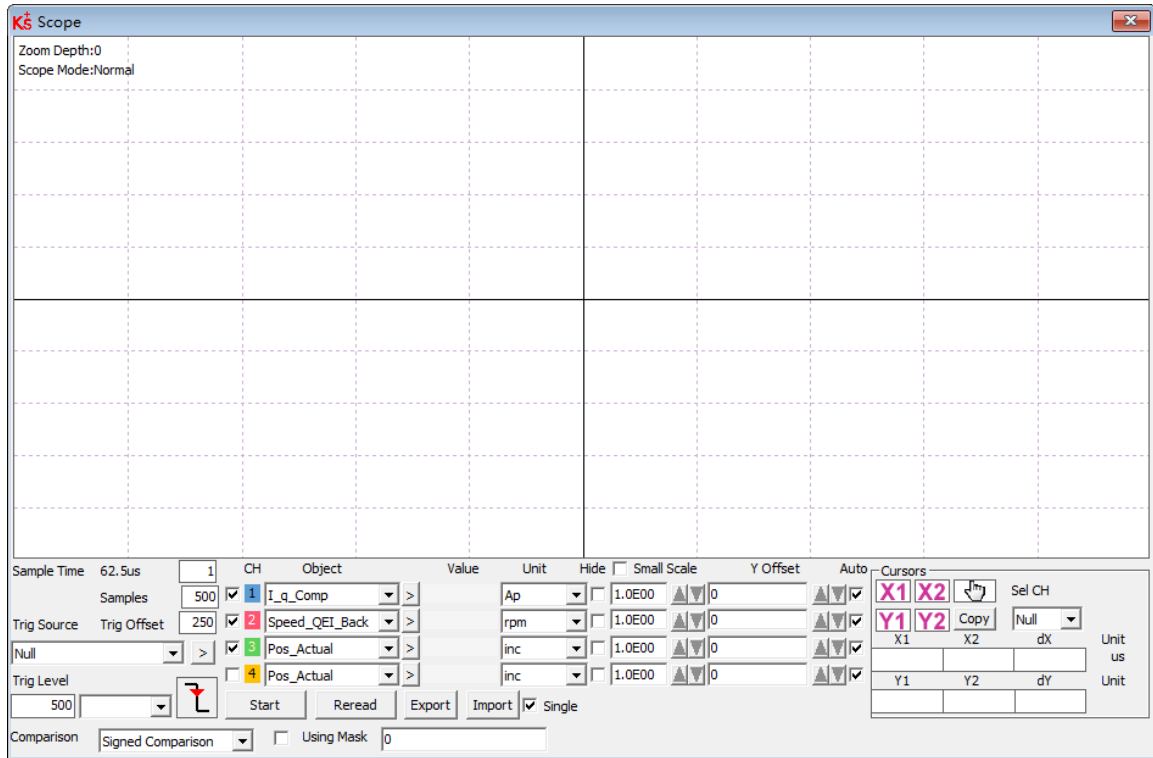 Kṡ Scope
Zoom Depth:0
Scope Mode:Normal
Sample Time 62.5us 1 CH Object Value Unit Hide Small Scale Y Offset Auto Cursors
Samples 500 1 I_q_Comp > Ap 1.0E00 0 X1 X2 Sel CH
Trig Source Trig Offset 250 2 Speed_QEI_Back > rpm 1.0E00 0 Y1 Y2 Copy Null
Null > 3 Pos_Actual > inc 1.0E00 0 X1 X2 dX Unit
us
Trig Level 4 Pos_Actual > inc 1.0E00 0 Y1 Y2 dY Unit
500 Start Reread Export Import Single
Comparison Signed Comparison Using Mask 0